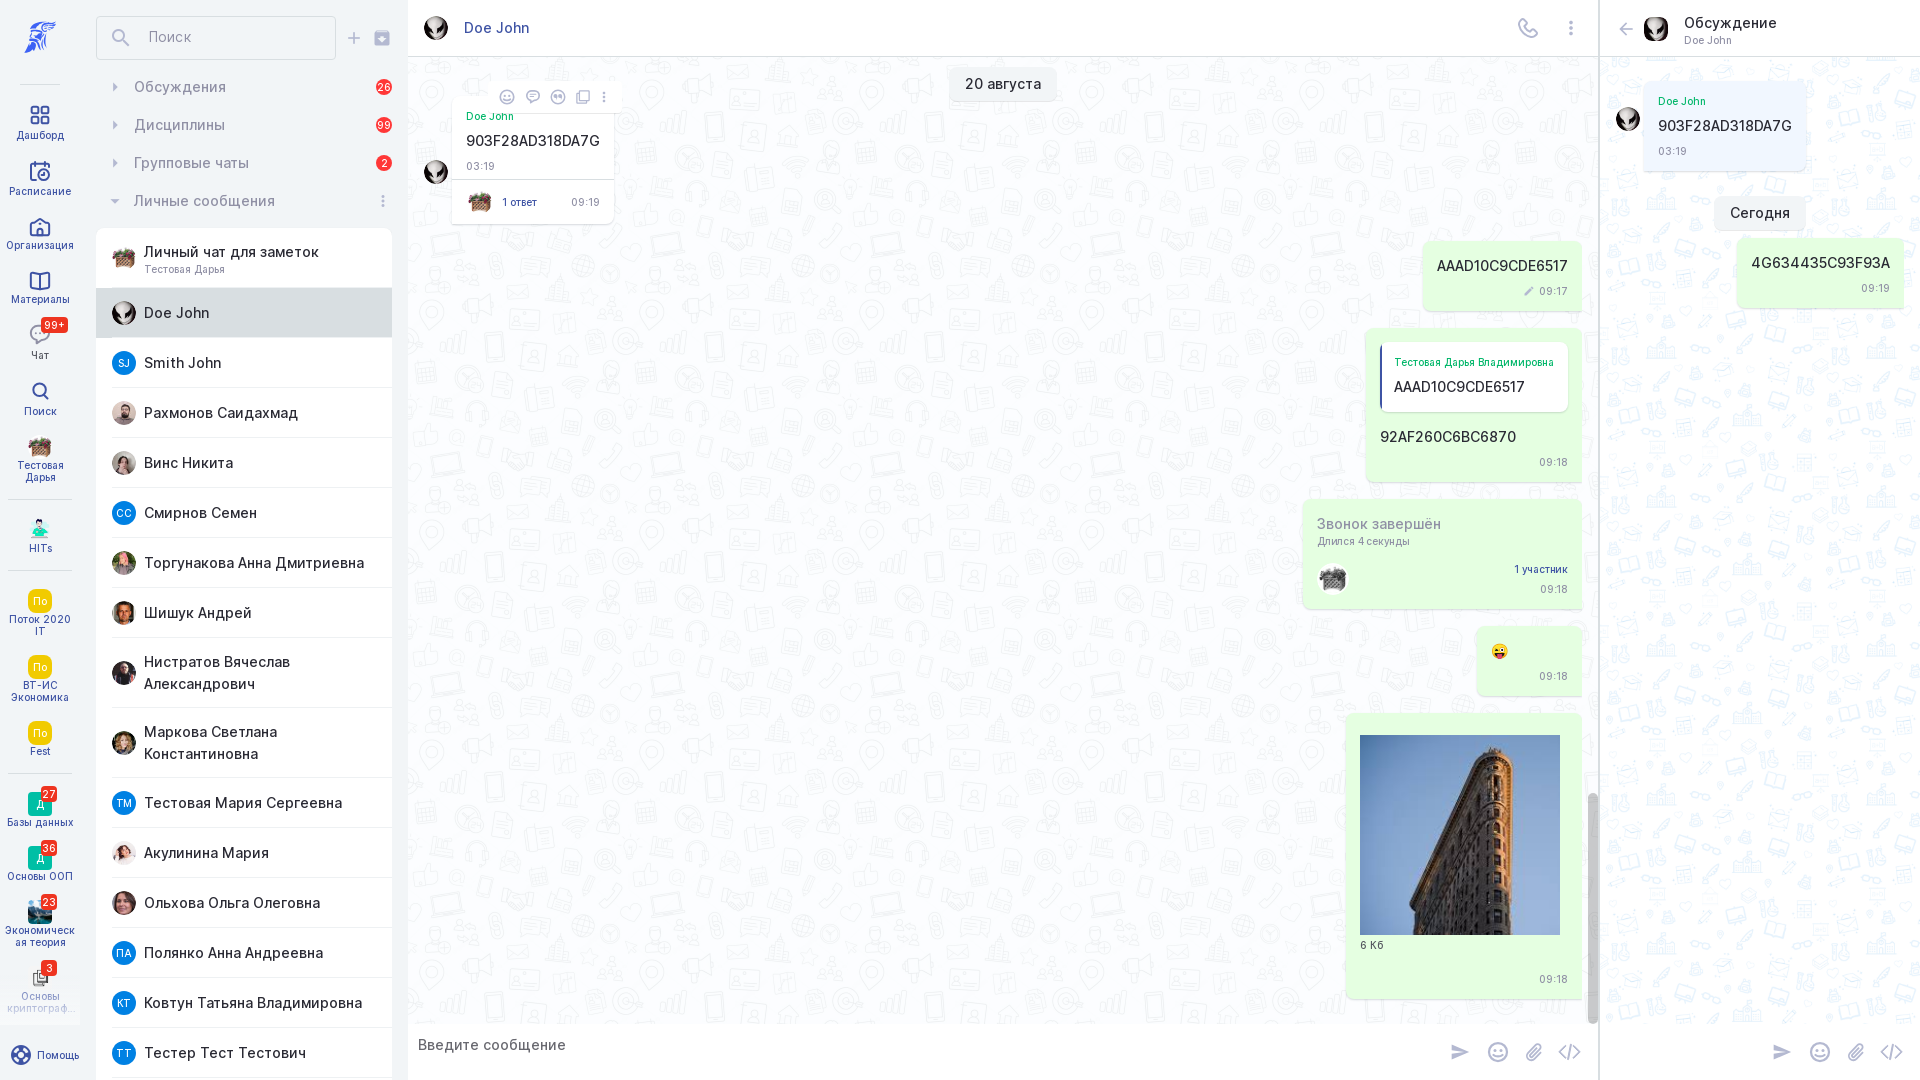 Дашборд
Расписание
Организация
Материалы
99+
Чат
Поиск
Тестовая
Дарья
HITs
По
Поток 2020
IT
По
ВТ-ИС
Экономика
По
Fest
27
Д
Базы данных
36
Д
Основы ООП
23
Экономическ
ая теория
3
Основы
криптограф...
Помощь
Поиск
Обсуждения
26
Дисциплины
99
Групповые чаты
2
Личные сообщения
Личный чат для заметок
Тестовая Дарья
Doe John
SJ
Smith John
Рахмонов Саидахмад
Винс Никита
СС
Смирнов Семен
Торгунакова Анна Дмитриевна
Шишук Андрей
Нистратов Вячеслав
Александрович
Маркова Светлана
Константиновна
ТМ
Тестовая Мария Сергеевна
Акулинина Мария
Ольхова Ольга Олеговна
ПА
Полянко Анна Андреевна
КТ
Ковтун Татьяна Владимировна
ТТ
Тестер Тест Тестович
Doe John
20 августа
Doe John
903F28AD318DA7G
03:19
1 ответ
09:19
AAAD10C9CDE6517
09:17
Тестовая Дарья Владимировна
AAAD10C9CDE6517
92AF260C6BC6870
09:18
Звонок завершён
Длился 4 секунды
1 участник
09:18
09:18
6 Кб
09:18
Введите сообщение
Обсуждение
Doe John
Doe John
903F28AD318DA7G
03:19
Сегодня
4G634435C93F93A
09:19